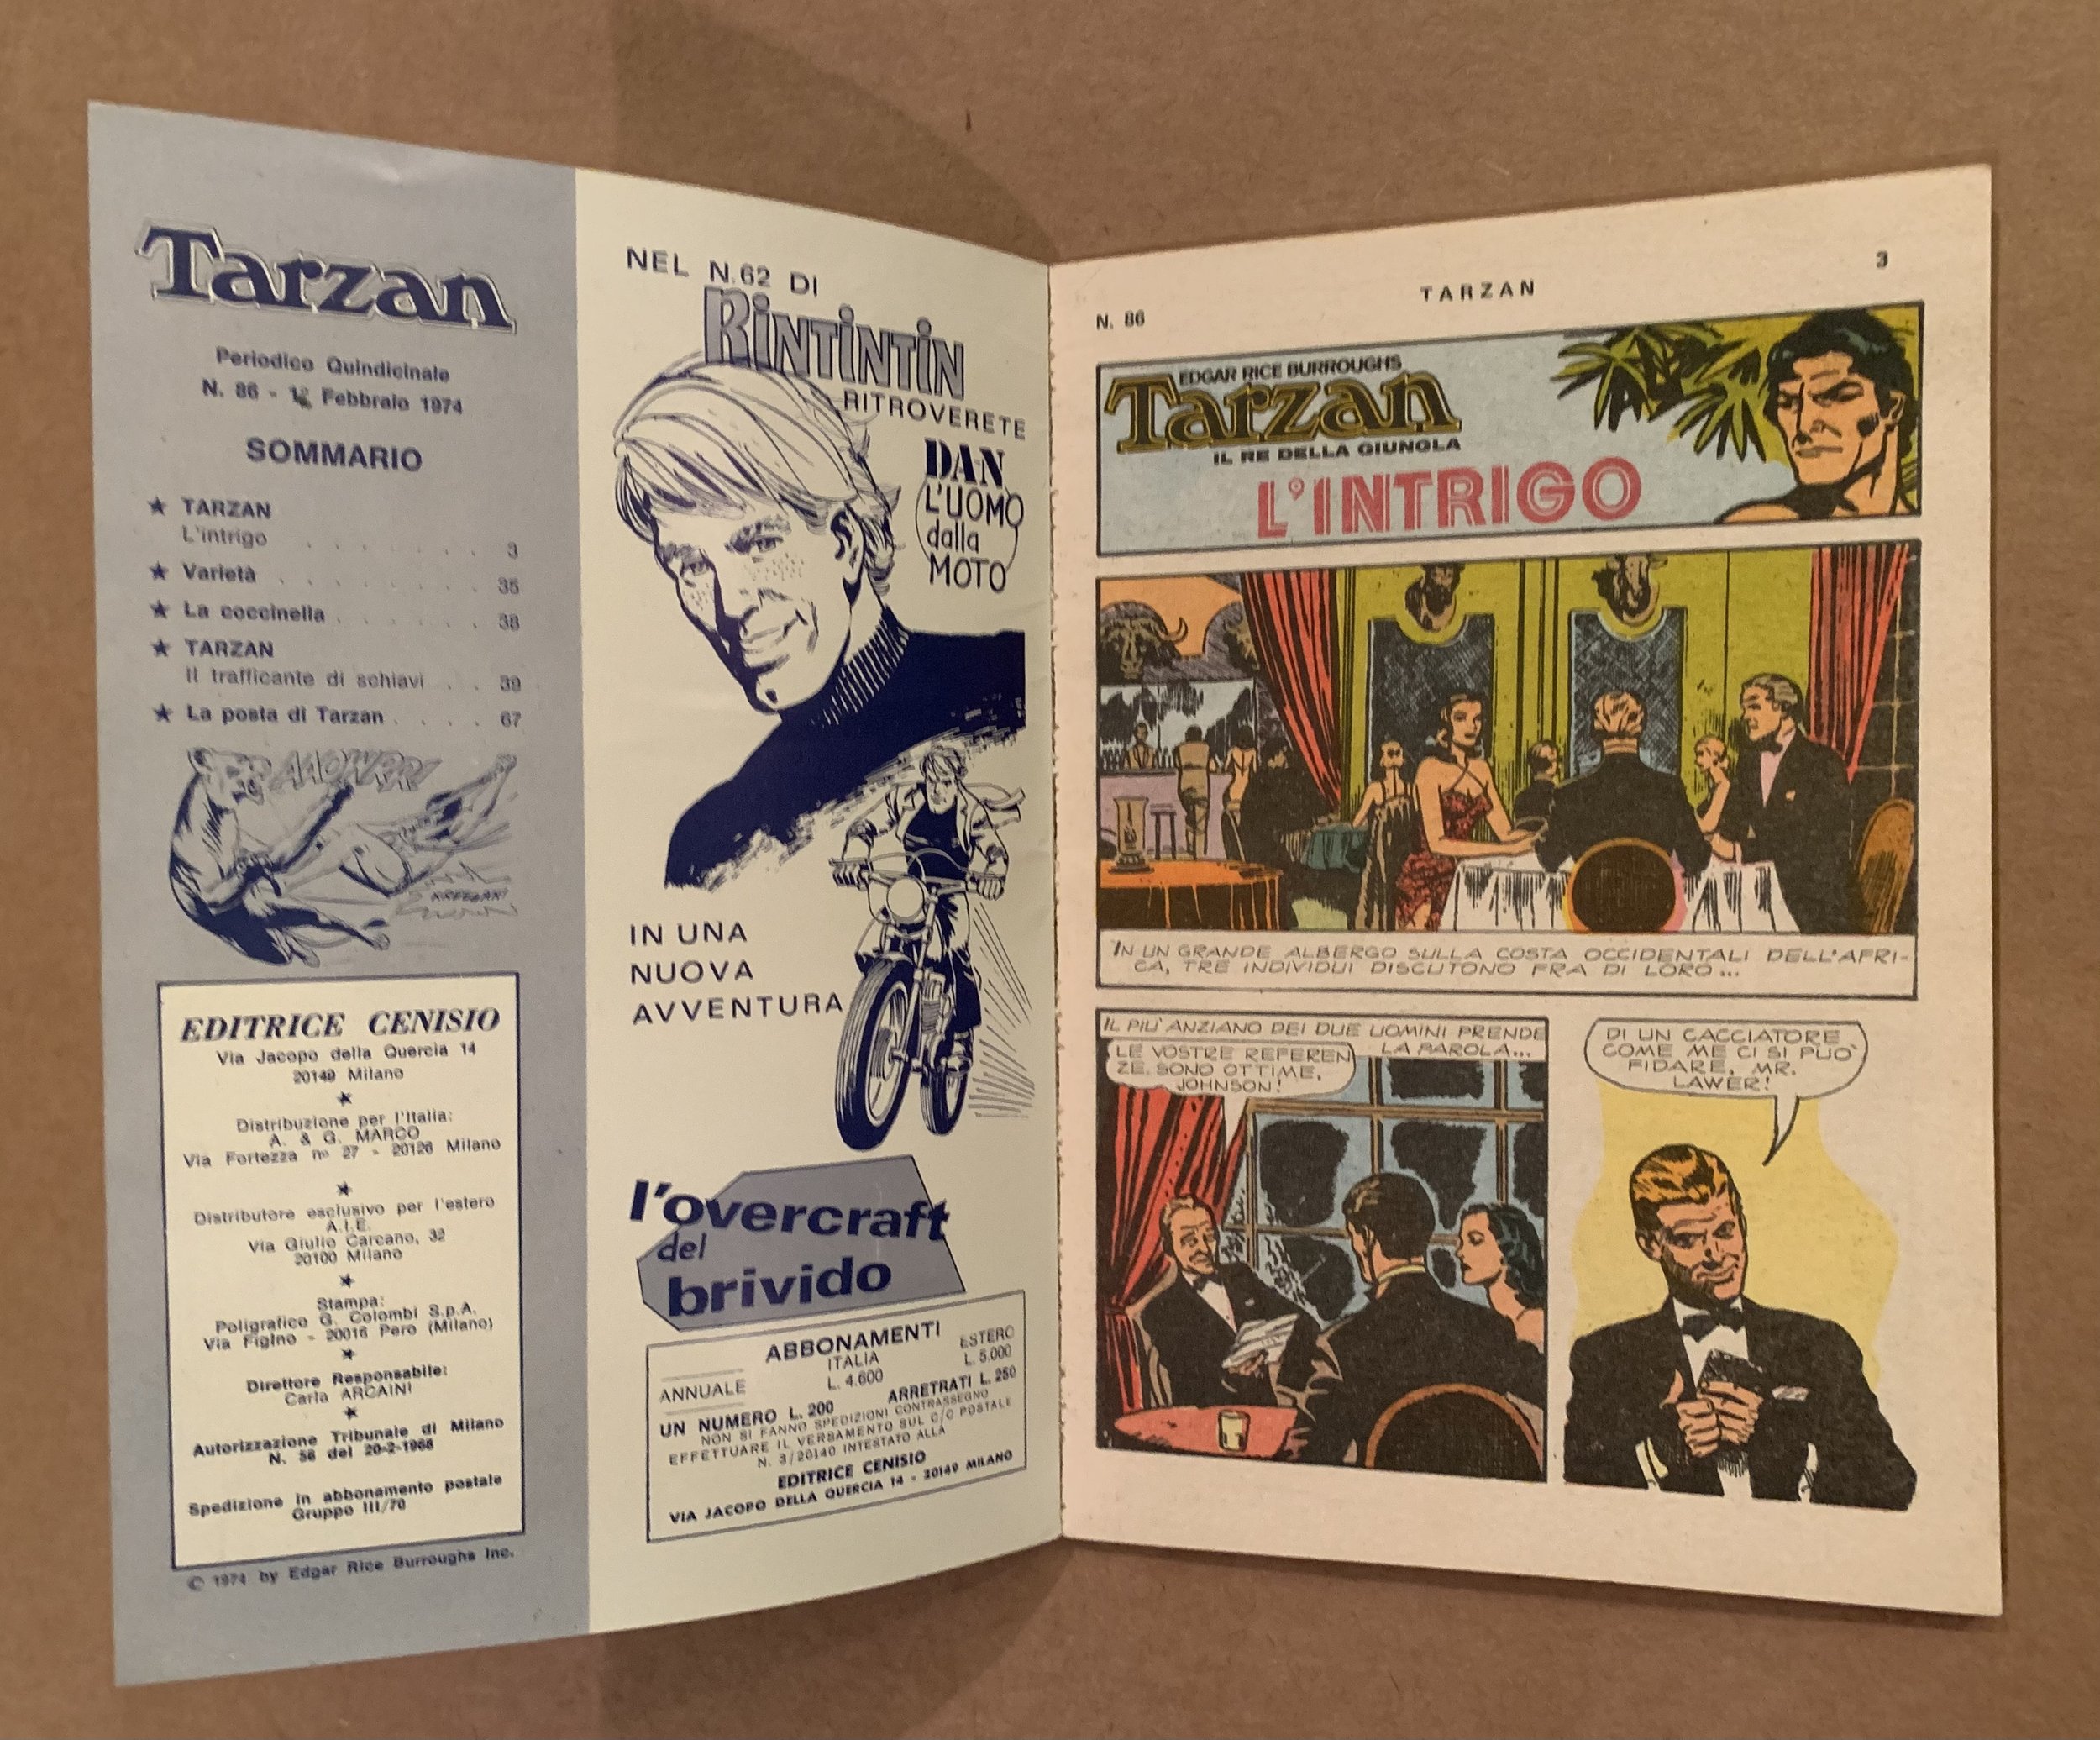 Tarzan
Periodico Quindicinale
N. 86 - Febbraio 1974
SOMMARIO
★ TARZAN
L'intrigo . . . . . . 3
★ Varietà . . . . . . . 35
★ La coccinella . . . . . . 38
★ TARZAN
Il trafficante di schiavi . . 39
★ La posta di Tarzan . . . . 67
AAOWRR!
KREEGAH!
EDITRICE CENISIO
Via Jacopo della Quercia 14
20149 Milano
★
Distribuzione per l'Italia:
A. & G. MARCO
Via Fortezza nº 27 - 20126 Milano
★
Distributore esclusivo per l'estero
A.I.E.
Via Giulio Carcano, 32
20100 Milano
★
Stampa:
Poligrafico G. Colombi S.p.A.
Via Figino - 20016 Pero (Milano)
★
Direttore Responsabile:
Carla ARCAINI
★
Autorizzazione Tribunale di Milano
N. 56 del 20-2-1968
Spedizione in abbonamento postale
Gruppo III/70
© 1974 by Edgar Rice Burroughs Inc.
NEL N.62 DI
RINTINTIN
RITROVERETE
DAN
L'UOMO
dalla
MOTO
IN UNA
NUOVA
AVVENTURA
l'overcraft
del
brivido
ABBONAMENTI
ITALIA ESTERO
ANNUALE L. 4.600 L. 5.000
UN NUMERO L. 200 ARRETRATI L. 250
NON SI FANNO SPEDIZIONI CONTRASSEGNO
EFFETTUARE IL VERSAMENTO SUL C/C POSTALE
N. 3/20140 INTESTATO ALLA
EDITRICE CENISIO
VIA JACOPO DELLA QUERCIA 14 - 20149 MILANO
3
TARZAN
N. 86
EDGAR RICE BURROUGHS
Tarzan
IL RE DELLA GIUNGLA
L'INTRIGO
IN UN GRANDE ALBERGO SULLA COSTA OCCIDENTALI DELL'AFRI-
CA, TRE INDIVIDUI DISCUTONO FRA DI LORO...
IL PIU' ANZIANO DEI DUE UOMINI PRENDE
LA PAROLA...
LE VOSTRE REFEREN
ZE SONO OTTIME,
JOHNSON!
DI UN CACCIATORE
COME ME CI SI PUO'
FIDARE, MR.
LAWER!